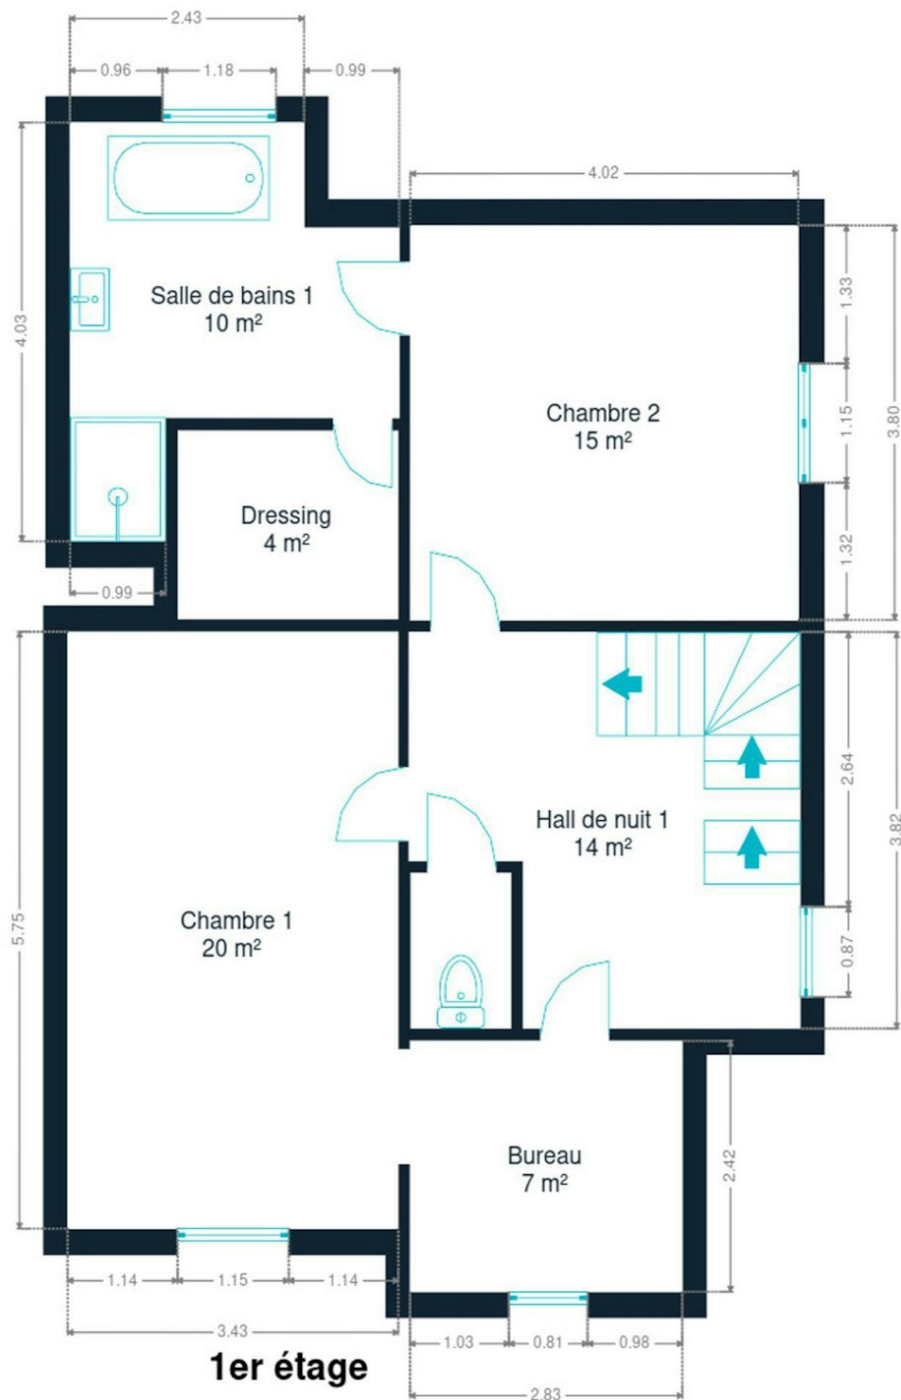 2.43
0.96 1.18 0.99
4.02
Salle de bains 1
10 m²
4.03
1.33
Chambre 2
15 m²
1.15
3.80
1.32
Dressing
4 m²
0.99
2.64
3.82
Hall de nuit 1
14 m²
0.87
5.75
Chambre 1
20 m²
Bureau
7 m²
2.42
1.14 1.15 1.14
3.43
1.03 0.81 0.98
2.83
1er étage